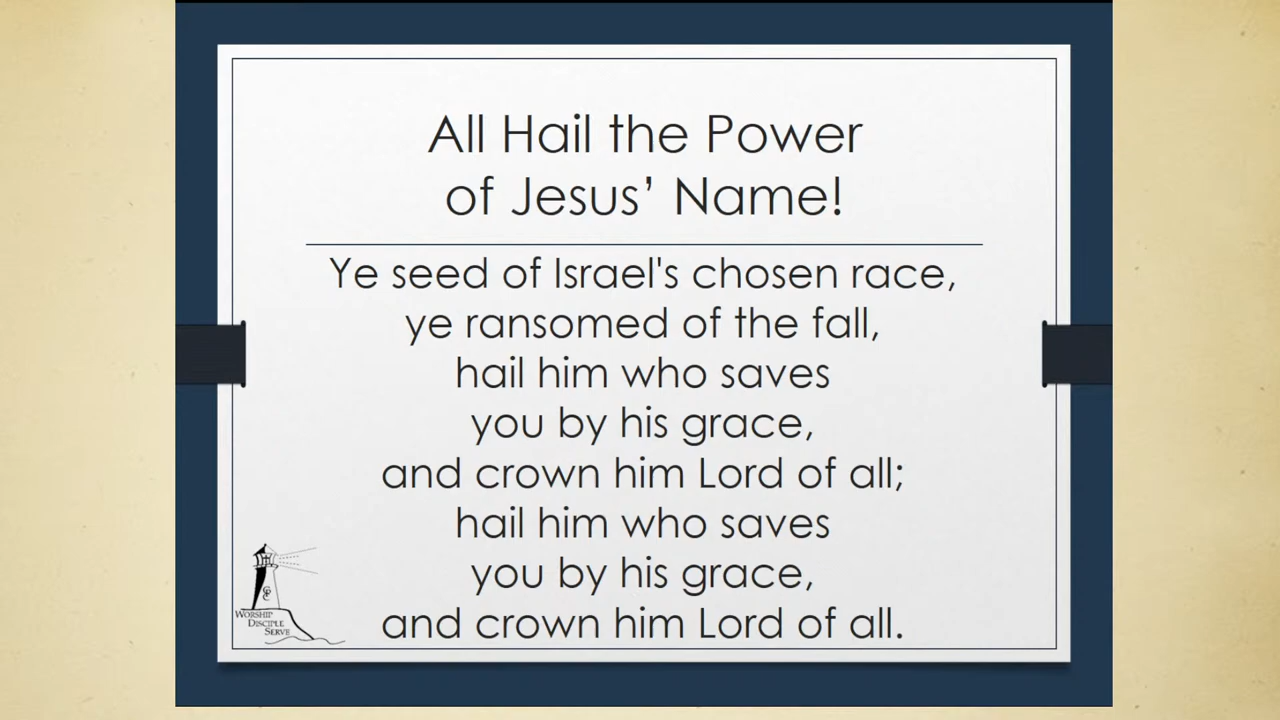 All Hail the Power
of Jesus’ Name!
Ye seed of Israel's chosen race,
ye ransomed of the fall,
hail him who saves
you by his grace,
and crown him Lord of all;
hail him who saves
you by his grace,
and crown him Lord of all.
WORSHIP
DISCIPLE
SERVE